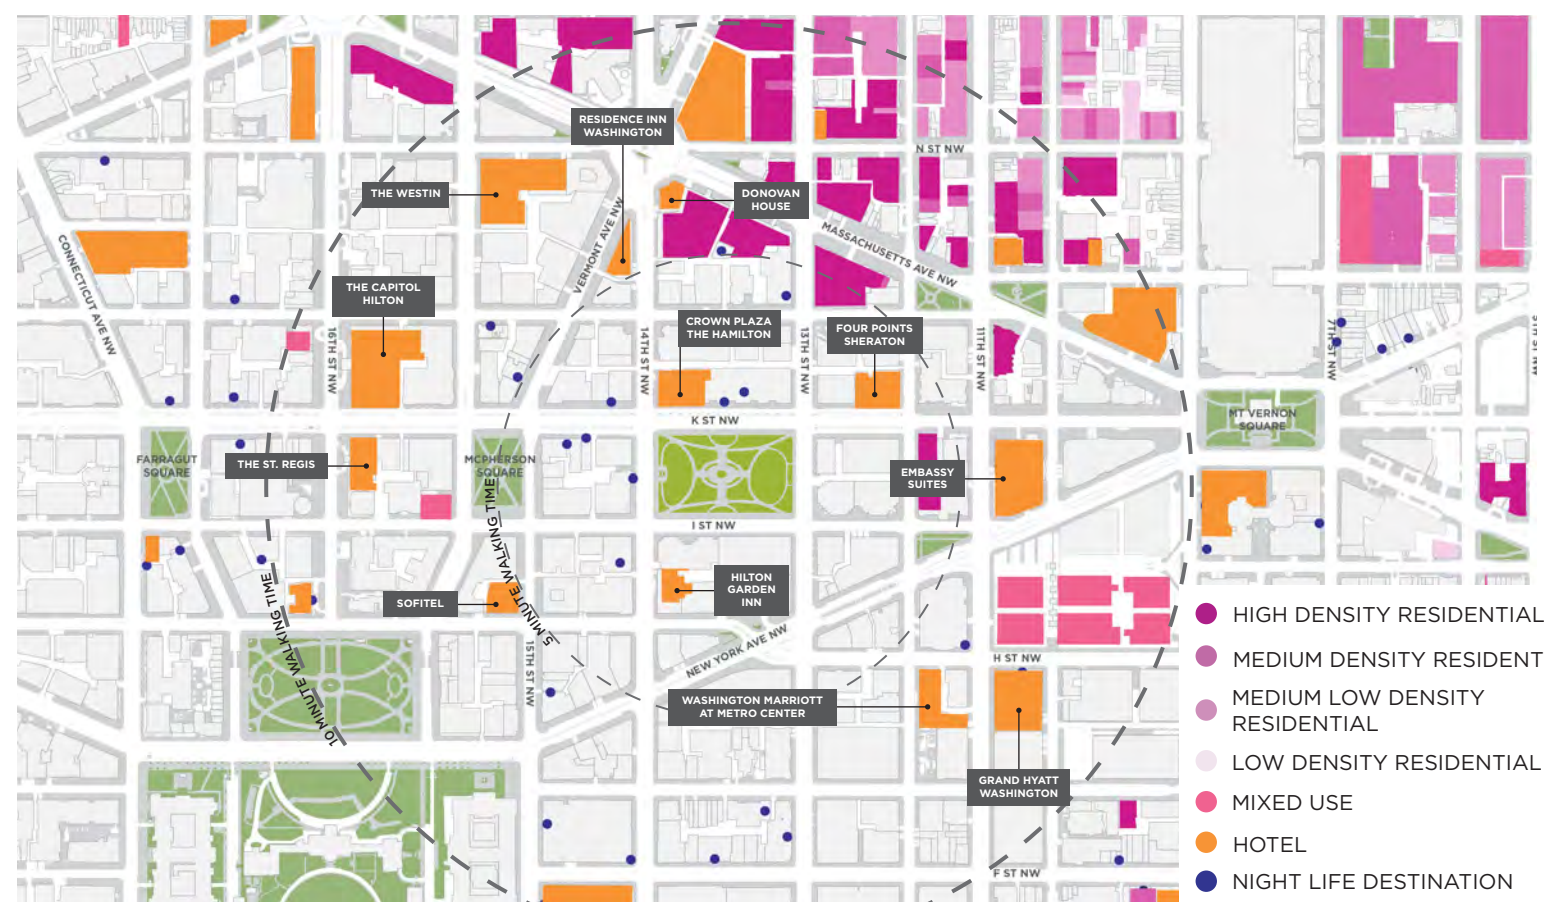 RESIDENCE INN
WASHINGTON
N ST NW
THE WESTIN
DONOVAN
HOUSE
VERMONT AVE NW
MASSACHUSETTS AVE NW
CONNECTICUT AVE NW
THE CAPITOL
HILTON
CROWN PLAZA
THE HAMILTON
FOUR POINTS
SHERATON
16TH ST NW
14TH ST NW
13TH ST NW
11TH ST NW
7TH ST NW
K ST NW
MT VERNON
SQUARE
FARRAGUT
SQUARE
THE ST. REGIS
MCPHERSON
SQUARE
EMBASSY
SUITES
I ST NW
5 MINUTE WALKING TIME
10 MINUTE WALKING TIME
SOFITEL
HILTON
GARDEN
INN
NEW YORK AVE NW
15TH ST NW
H ST NW
WASHINGTON MARRIOTT
AT METRO CENTER
GRAND HYATT
WASHINGTON
F ST NW
HIGH DENSITY RESIDENTIAL
MEDIUM DENSITY RESIDENT
MEDIUM LOW DENSITY
RESIDENTIAL
LOW DENSITY RESIDENTIAL
MIXED USE
HOTEL
NIGHT LIFE DESTINATION